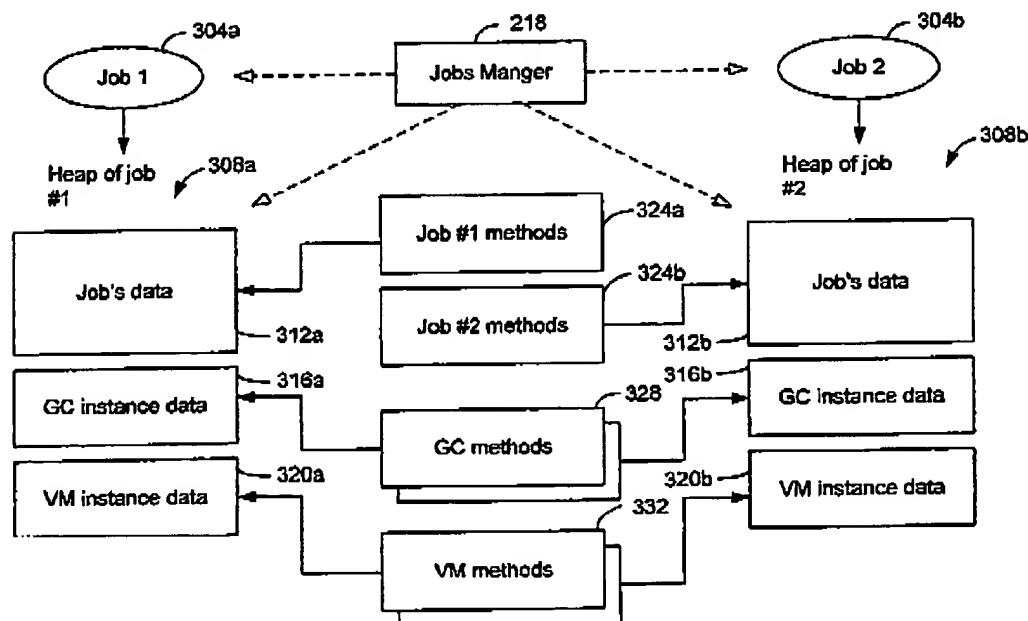 304a
218
304b
Job 1
Jobs Manger
Job 2
Heap of job
#1
308a
Heap of job
#2
308b
324a
Job #1 methods
Job's data
324b
Job #2 methods
Job's data
312a
312b
316a
316b
GC instance data
328
GC methods
GC instance data
320a
320b
VM instance data
332
VM methods
VM instance data